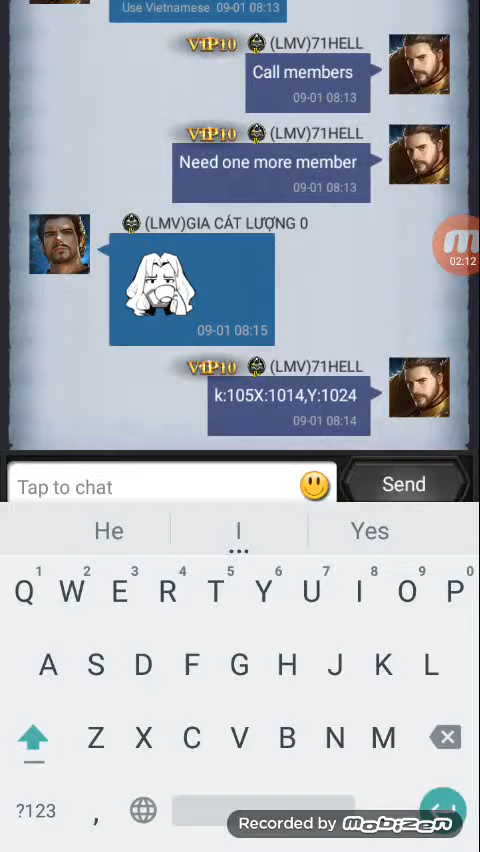 Use Vietnamese 09-01 08:13
VIP10 (LMV)71HELL
Call members
09-01 08:13
VIP10 (LMV)71HELL
Need one more member
09-01 08:13
(LMV)GIA CÁT LƯỢNG 0
09-01 08:15
VIP10 (LMV)71HELL
k:105X:1014,Y:1024
09-01 08:14
02:12
Tap to chat
Send
He I Yes
1 2 3 4 5 6 7 8 9 0
Q W E R T Y U I O P
A S D F G H J K L
Z X C V B N M
?123 ,
Recorded by mobizen